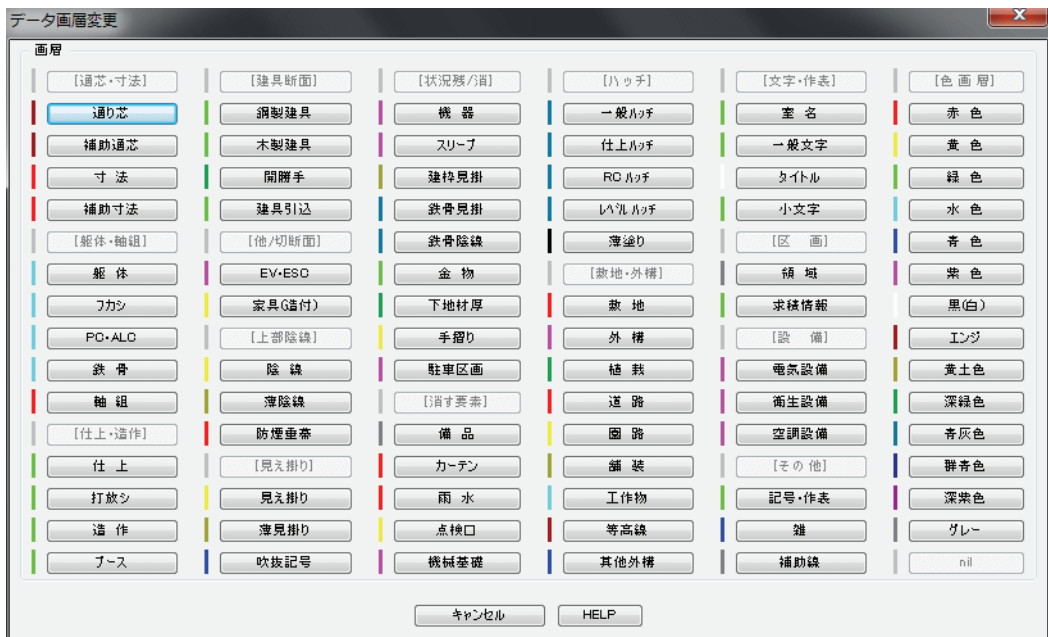 データ画層変更
画層
[通芯・寸法] [建具断面] [状況残/消] [ハッチ] [文字・作表] [色画層]
通り芯 鋼製建具 機 器 一般ハッチ 室 名 赤 色
補助通芯 木製建具 スリーブ 仕上ハッチ 一般文字 黄 色
寸 法 開勝手 建枠見掛 RCハッチ タイトル 緑 色
補助寸法 建具引込 鉄骨見掛 レベルハッチ 小文字 水 色
[躯体・軸組] [他/切断面] 鉄骨陰線 薄塗り [区 画] 青 色
躯 体 EV・ESC 金 物 [敷地・外構] 領 域 紫 色
フカシ 家具(造付) 下地材厚 敷 地 求積情報 黒(白)
PC・ALC [上部陰線] 手摺り 外 構 [設 備] エンジ
鉄 骨 陰 線 駐車区画 植 栽 電気設備 黄土色
軸 組 薄陰線 [消す要素] 道 路 衛生設備 深緑色
[仕上・造作] 防煙垂幕 備 品 園 路 空調設備 青灰色
仕 上 [見え掛り] カーテン 舗 装 [その他] 群青色
打放シ 見え掛り 雨 水 工作物 記号・作表 深紫色
造 作 薄見掛り 点検口 等高線 雑 グレー
ブース 吹抜記号 機械基礎 其他外構 補助線 nil
キャンセル HELP